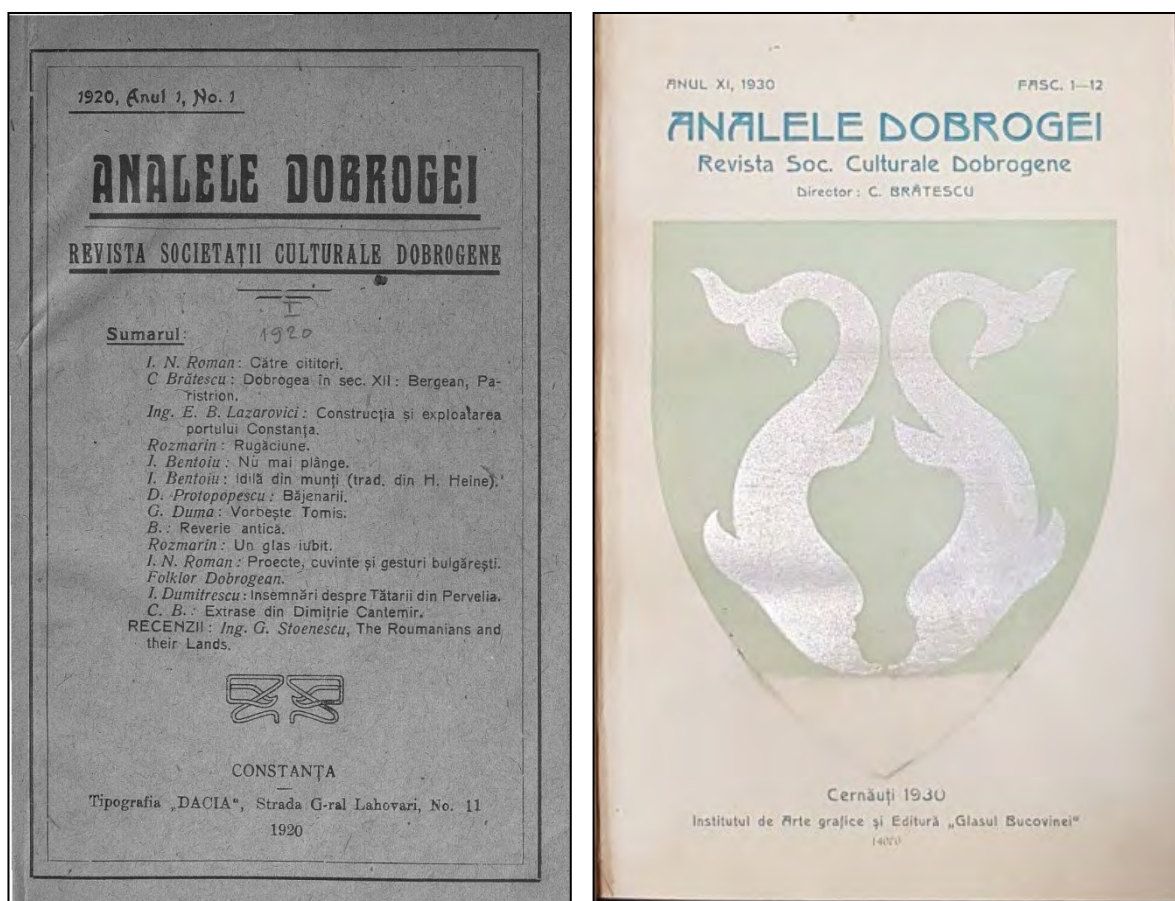 1920, Anul 1, No. 1
ANALELE DOBROGEI
REVISTA SOCIETAȚII CULTURALE DOBROGENE
I
1920
Sumarul:
I. N. Roman: Către cititori.
C Brătescu: Dobrogea în sec. XII: Bergean, Pa-
ristrion.
Ing. E. B. Lazarovici: Construcția și exploatarea
portului Constanța.
Rozmarin: Rugăciune.
I. Bentoiu: Nu mai plânge.
I. Bentoiu: Idilă din munți (trad. din H. Heine).
D. Protopopescu: Băjenarii.
G. Duma: Vorbește Tomis.
B.: Reverie antică.
Rozmarin: Un glas iubit.
I. N. Roman: Proecte, cuvinte și gesturi bulgărești.
Folklor Dobrogean.
I. Dumitrescu: Insemnări despre Tătarii din Pervelia.
C. B.: Extrase din Dimitrie Cantemir.
RECENZII: Ing. G. Stoenescu, The Roumanians and
their Lands.
CONSTANȚA
Tipografia „DACIA", Strada G-ral Lahovari, No. 11
1920
ANUL XI, 1930 FASC. 1—12
ANALELE DOBROGEI
Revista Soc. Culturale Dobrogene
Director: C. BRĂTESCU
Cernăuți 1930
Institutul de Arte grafice și Editură „Glasul Bucovinei"